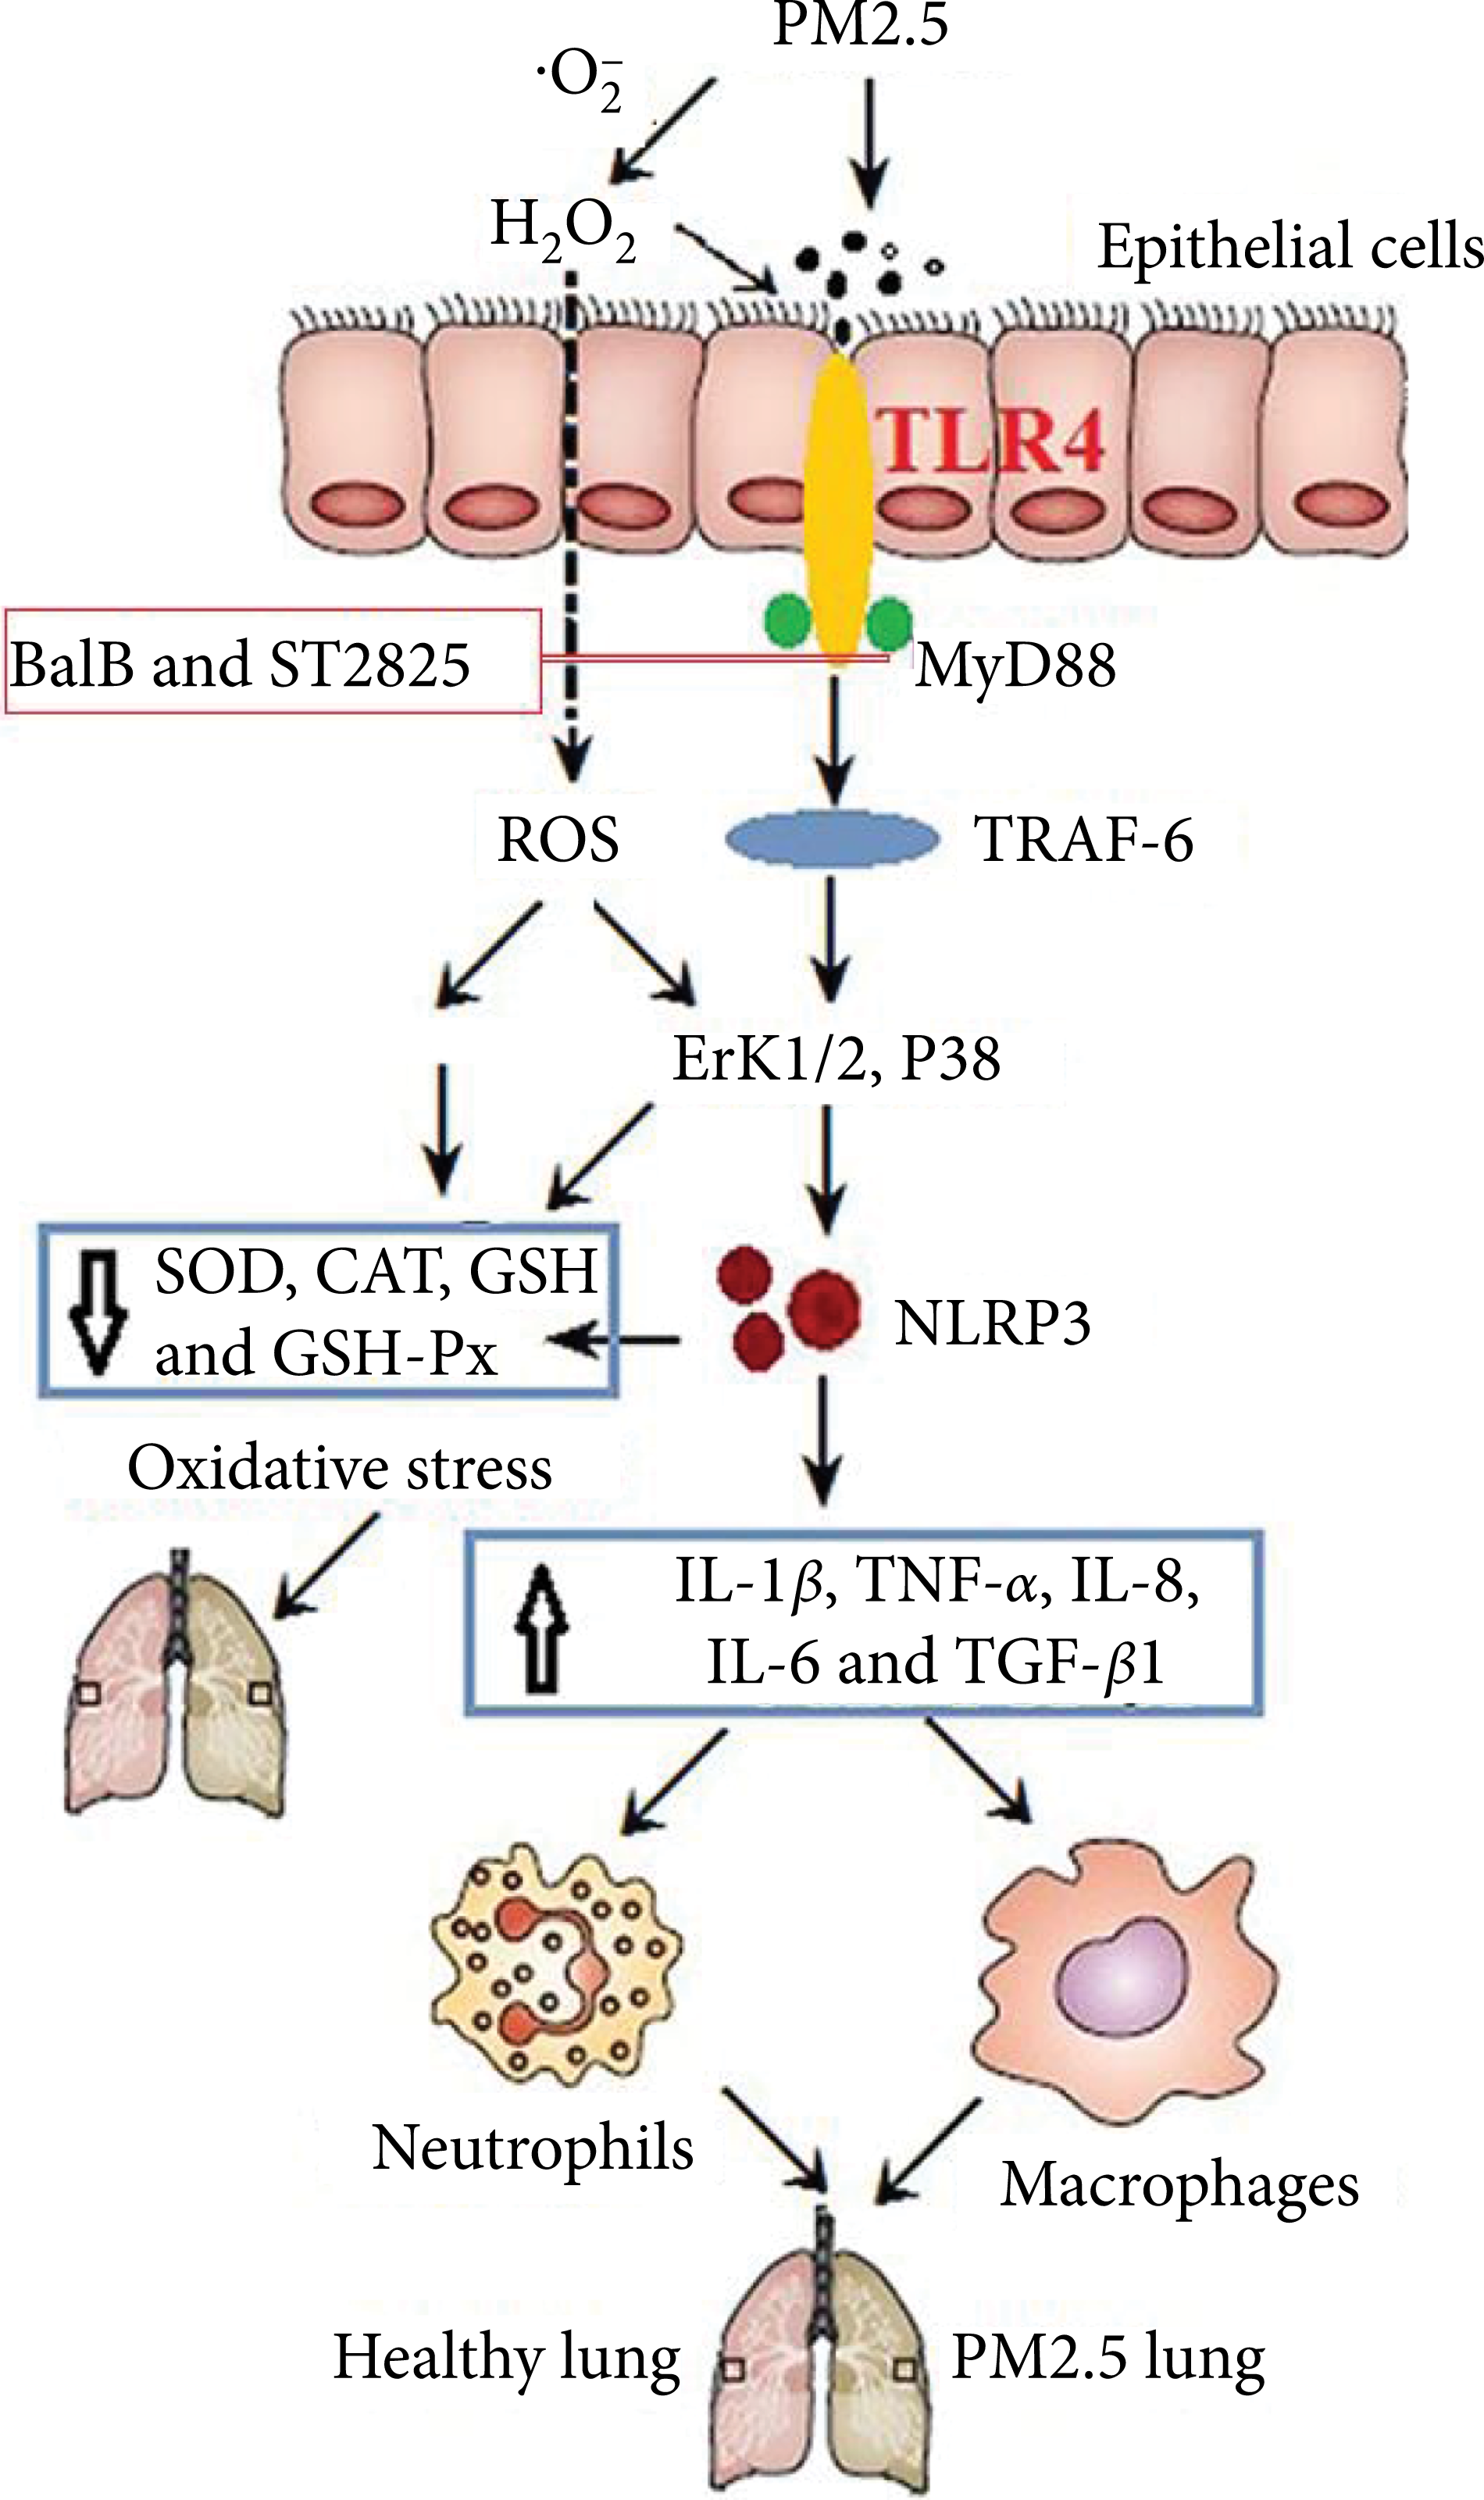 PM2.5
·O₂⁻
H₂O₂
Epithelial cells
TLR4
BalB and ST2825
MyD88
ROS
TRAF-6
ErK1/2, P38
SOD, CAT, GSH
and GSH-Px
NLRP3
Oxidative stress
IL-1β, TNF-α, IL-8,
IL-6 and TGF-β1
Neutrophils
Macrophages
Healthy lung
PM2.5 lung